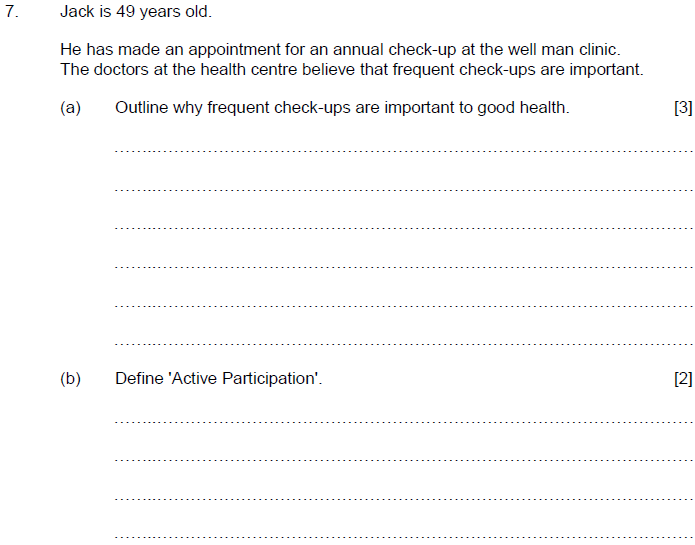 7. Jack is 49 years old.
He has made an appointment for an annual check-up at the well man clinic.
The doctors at the health centre believe that frequent check-ups are important.
(a) Outline why frequent check-ups are important to good health. [3]
(b) Define 'Active Participation'. [2]